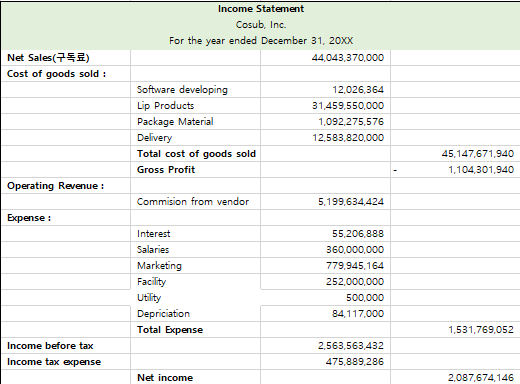 Income Statement
Cosub, Inc.
For the year ended December 31, 20XX
Net Sales(구독료) 44,043,370,000
Cost of goods sold :
Software developing 12,026,364
Lip Products 31,459,550,000
Package Material 1,092,275,576
Delivery 12,583,820,000
Total cost of goods sold 45,147,671,940
Gross Profit - 1,104,301,940
Operating Revenue :
Commision from vendor 5,199,634,424
Expense :
Interest 55,206,888
Salaries 360,000,000
Marketing 779,945,164
Facility 252,000,000
Utility 500,000
Depriciation 84,117,000
Total Expense 1,531,769,052
Income before tax 2,563,563,432
Income tax expense 475,889,286
Net income 2,087,674,146